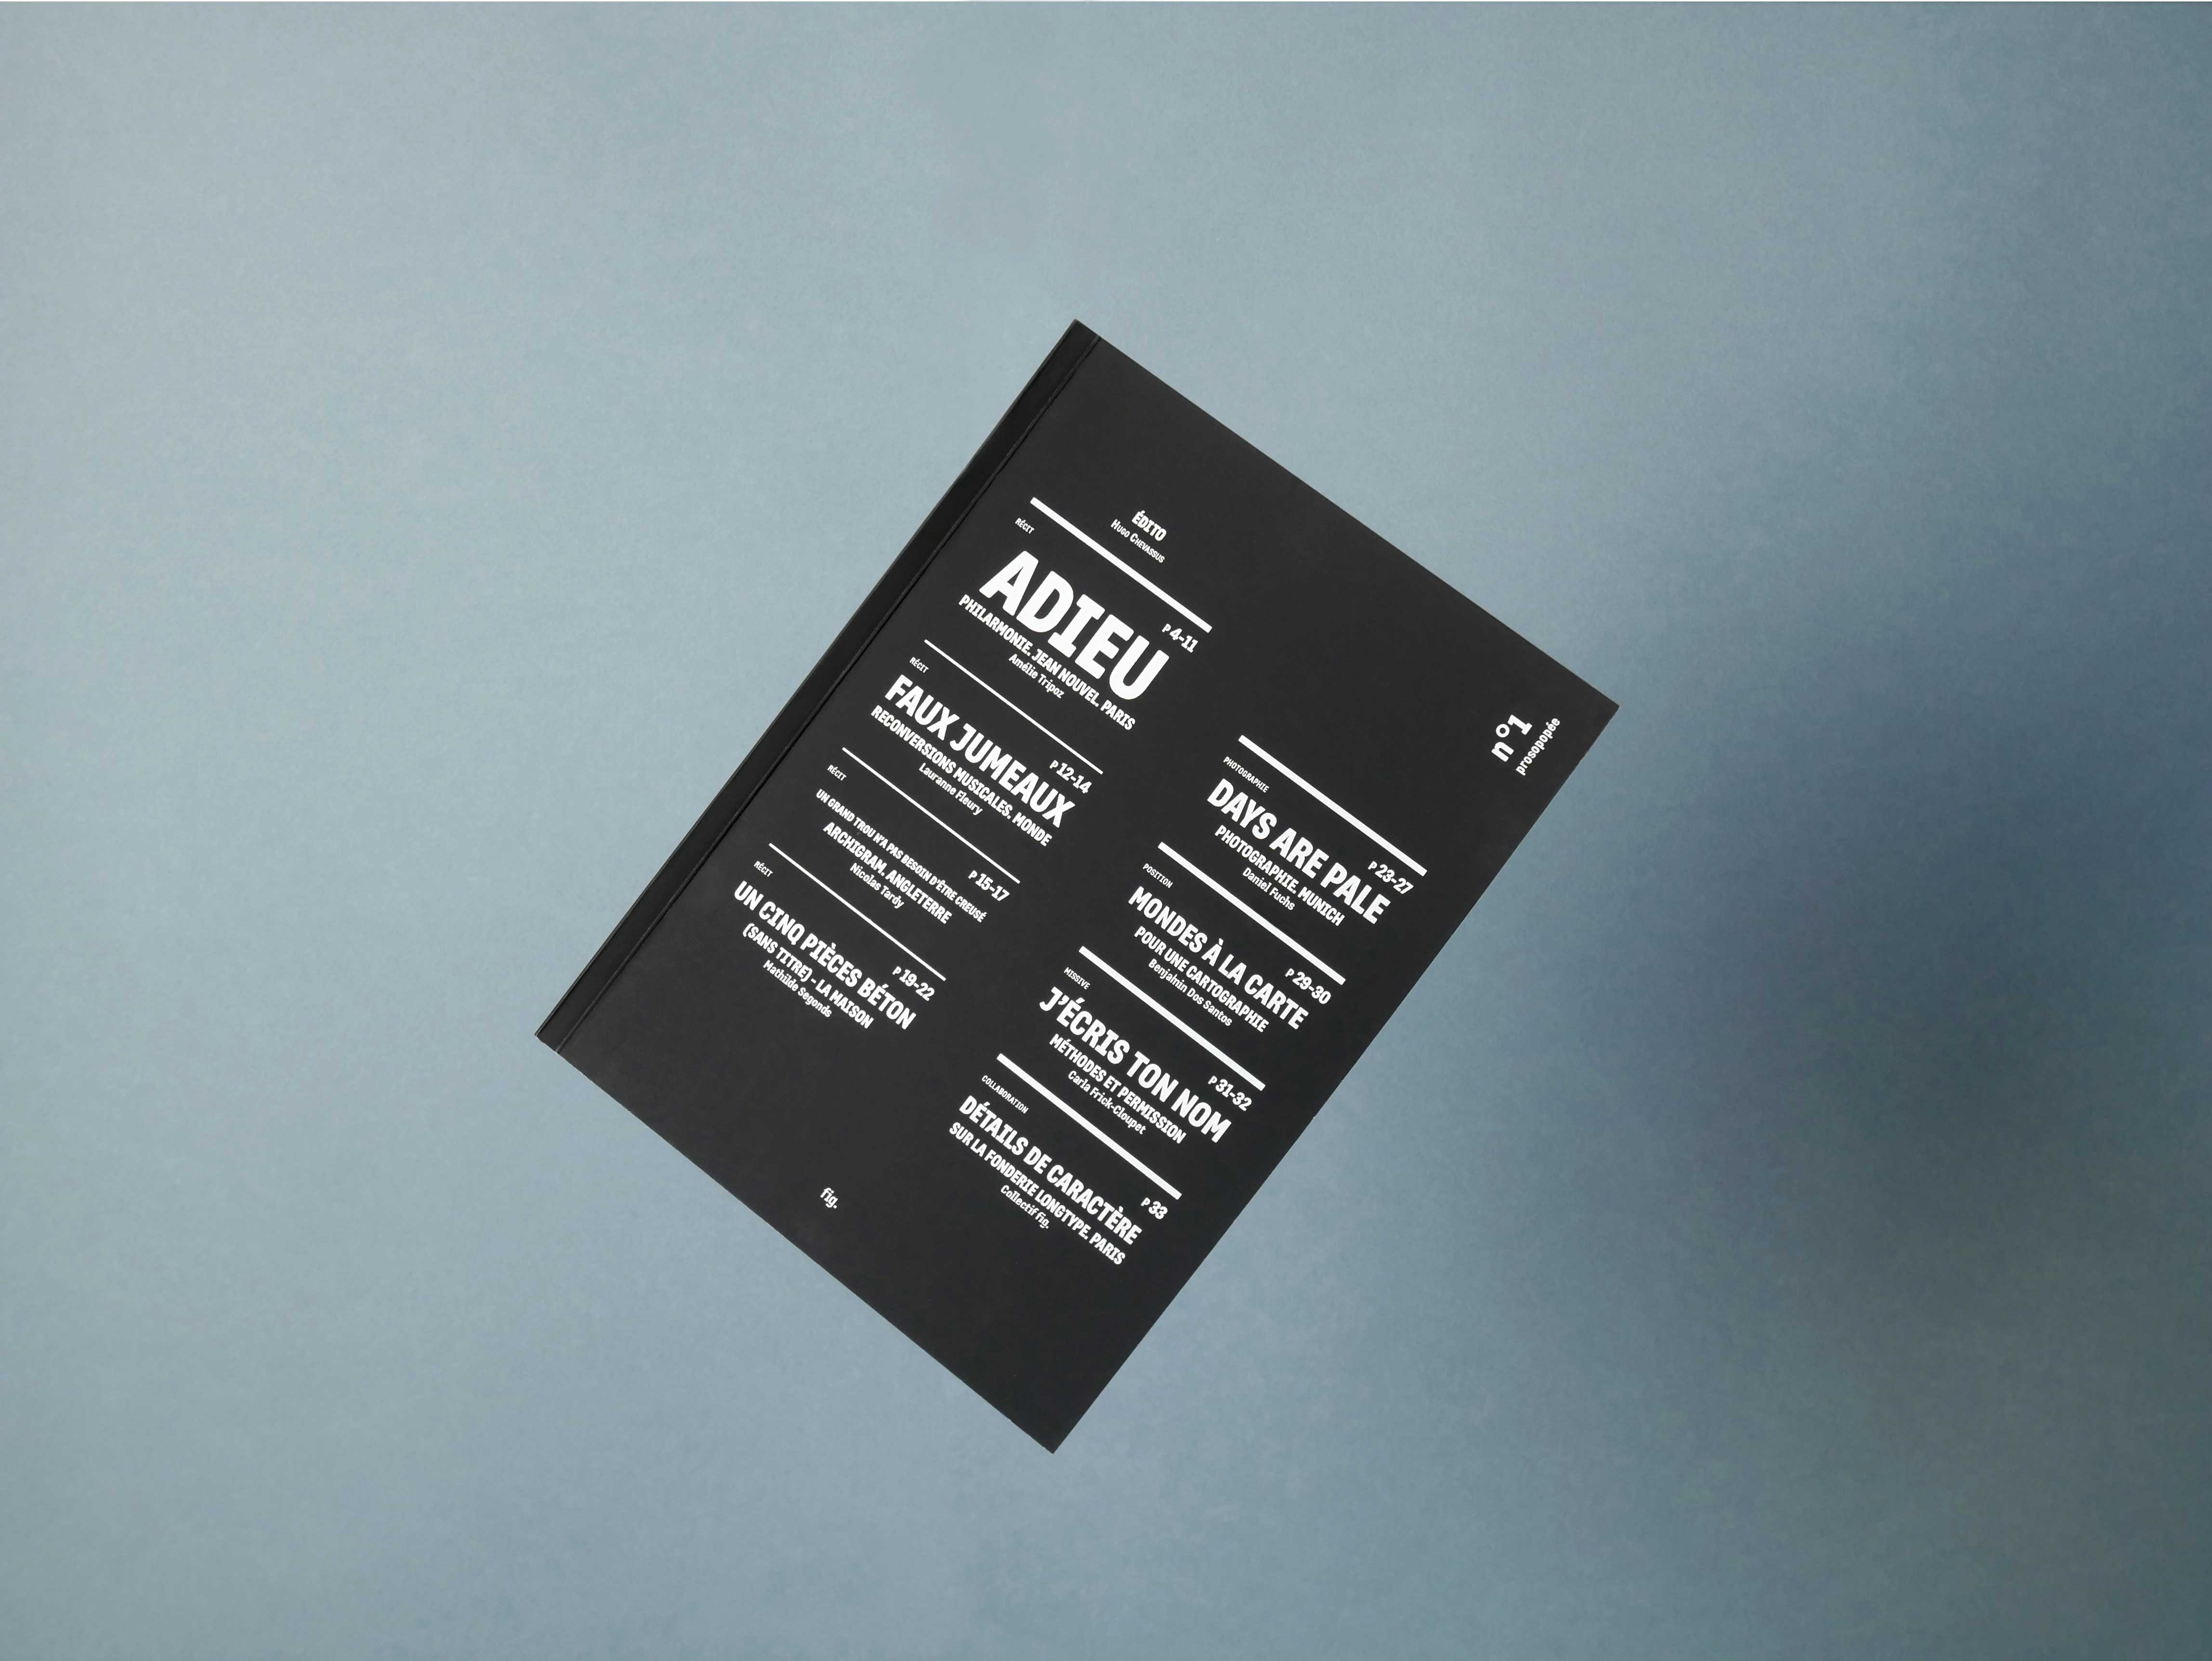 n°1
prosopopée
ÉDITO
Hugo Chevassus
RÉCIT
P 4-11
ADIEU
PHILARMONIE, JEAN NOUVEL, PARIS
Amélie Tripoz
RÉCIT
P 12-14
FAUX JUMEAUX
RECONVERSIONS MUSICALES, MONDE
Lauranne Fleury
RÉCIT
P 15-17
UN GRAND TROU N'A PAS BESOIN D'ÊTRE CREUSÉ
ARCHIGRAM, ANGLETERRE
Nicolas Tardy
RÉCIT
P 19-22
UN CINQ PIÈCES BÉTON
(SANS TITRE) - LA MAISON
Mathilde Segonds
PHOTOGRAPHIE
P 23-27
DAYS ARE PALE
PHOTOGRAPHIE, MUNICH
Daniel Fuchs
POSITION
P 29-30
MONDES À LA CARTE
POUR UNE CARTOGRAPHIE
Benjamin Dos Santos
MISSIVE
P 31-32
J'ÉCRIS TON NOM
MÉTHODES ET PERMISSION
Carla Frick-Cloupet
COLLABORATION
P 33
DÉTAILS DE CARACTÈRE
SUR LA FONDERIE LONGTYPE, PARIS
Collectif fig.
fig.